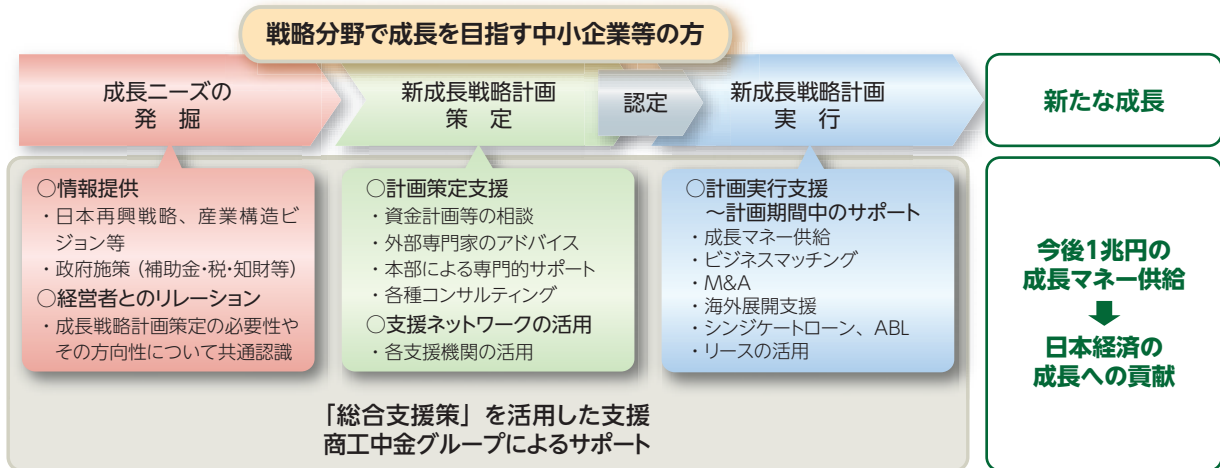 戦略分野で成長を目指す中小企業等の方
成長ニーズの
発 掘
新成長戦略計画
策 定
認定
新成長戦略計画
実 行
新たな成長
○情報提供
・日本再興戦略、産業構造ビ
ジョン等
・政府施策（補助金・税・知財等）
○経営者とのリレーション
・成長戦略計画策定の必要性や
その方向性について共通認識
○計画策定支援
・資金計画等の相談
・外部専門家のアドバイス
・本部による専門的サポート
・各種コンサルティング
○支援ネットワークの活用
・各支援機関の活用
○計画実行支援
～計画期間中のサポート
・成長マネー供給
・ビジネスマッチング
・M&A
・海外展開支援
・シンジケートローン、ABL
・リースの活用
今後1兆円の
成長マネー供給
日本経済の
成長への貢献
「総合支援策」を活用した支援
商工中金グループによるサポート